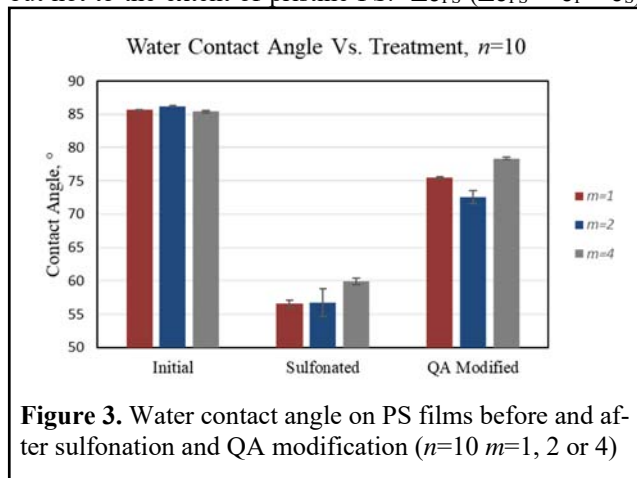 Water Contact Angle Vs. Treatment, n=10
90
85
80
75
70
65
60
55
50
Contact Angle, °
Initial
Sulfonated
QA Modified
m=1
m=2
m=4
Figure 3. Water contact angle on PS films before and af-
ter sulfonation and QA modification (n=10 m=1, 2 or 4)